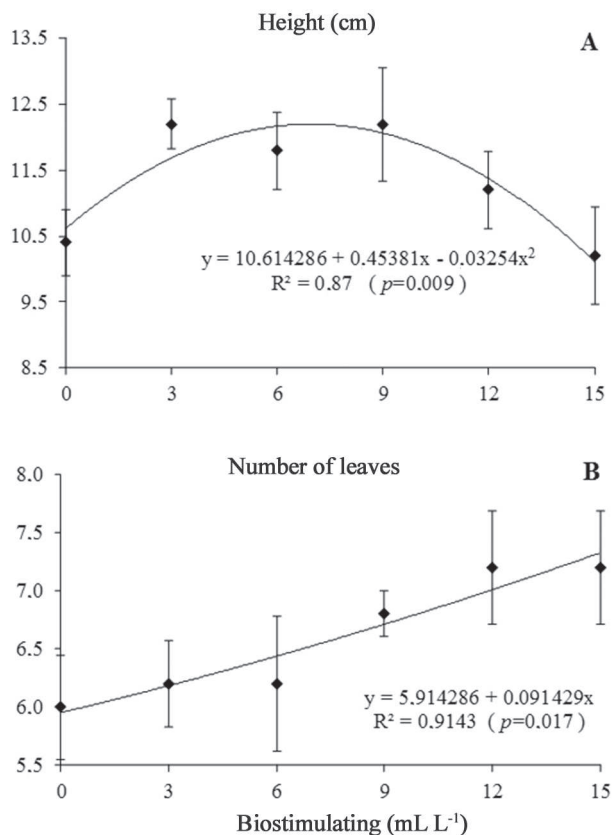 Height (cm)
A
13.5
12.5
11.5
10.5
9.5
8.5
y = 10.614286 + 0.45381x - 0.03254x²
R² = 0.87 ( p=0.009 )
0 3 6 9 12 15
Number of leaves
B
8.0
7.5
7.0
6.5
6.0
5.5
y = 5.914286 + 0.091429x
R² = 0.9143 ( p=0.017 )
0 3 6 9 12 15
Biostimulating (mL L⁻¹)